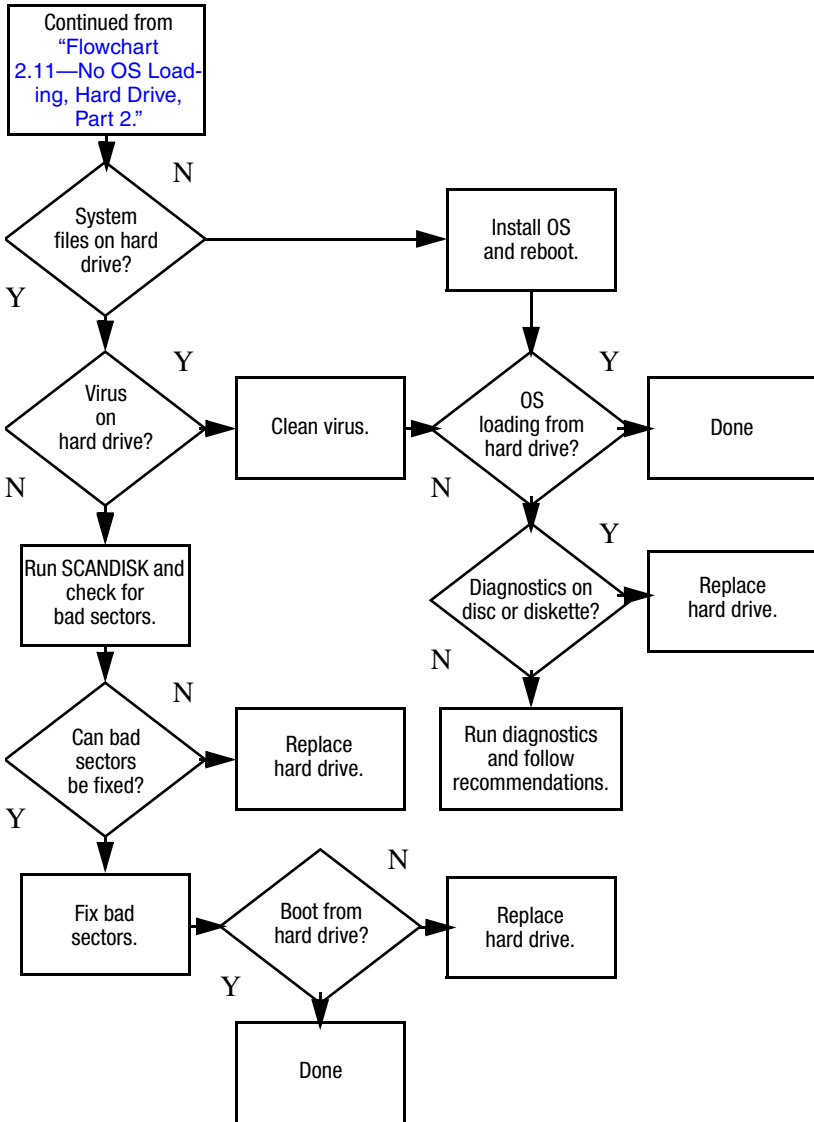 Continued from
“Flowchart
2.11—No OS Load-
ing, Hard Drive,
Part 2.”
N
System
files on hard
drive?
Install OS
and reboot.
Y
Y
Virus
on
hard drive?
Clean virus.
OS
loading from
hard drive?
Y
Done
N
N
Run SCANDISK and
check for
bad sectors.
Diagnostics on
disc or diskette?
Y
Replace
hard drive.
N
N
Can bad
sectors
be fixed?
Replace
hard drive.
Run diagnostics
and follow
recommendations.
Y
Fix bad
sectors.
Boot from
hard drive?
N
Replace
hard drive.
Y
Done